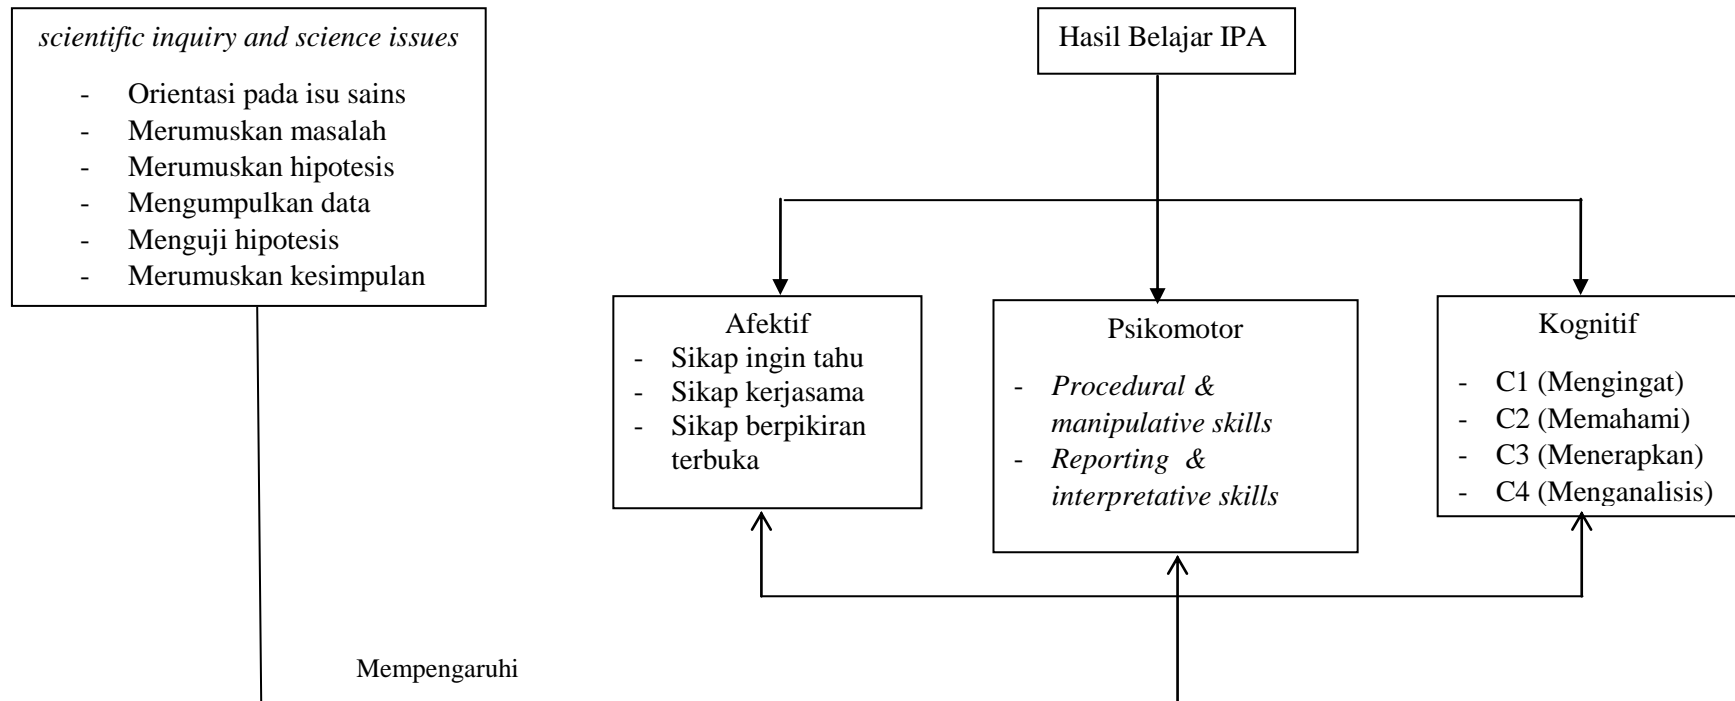 scientific inquiry and science issues
- Orientasi pada isu sains
- Merumuskan masalah
- Merumuskan hipotesis
- Mengumpulkan data
- Menguji hipotesis
- Merumuskan kesimpulan
Hasil Belajar IPA
Afektif
- Sikap ingin tahu
- Sikap kerjasama
- Sikap berpikiran
terbuka
Psikomotor
- Procedural &
manipulative skills
- Reporting &
interpretative skills
Kognitif
- C1 (Mengingat)
- C2 (Memahami)
- C3 (Menerapkan)
- C4 (Menganalisis)
Mempengaruhi